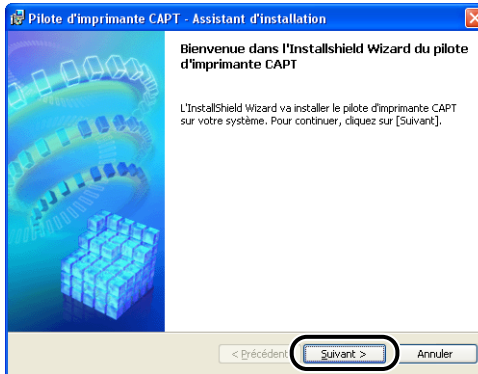 Pilote d'imprimante CAPT - Assistant d'installation
Bienvenue dans l'Installshield Wizard du pilote
d'imprimante CAPT
L'InstallShield Wizard va installer le pilote d'imprimante CAPT
sur votre système. Pour continuer, cliquez sur [Suivant].
< Précédent Suivant > Annuler